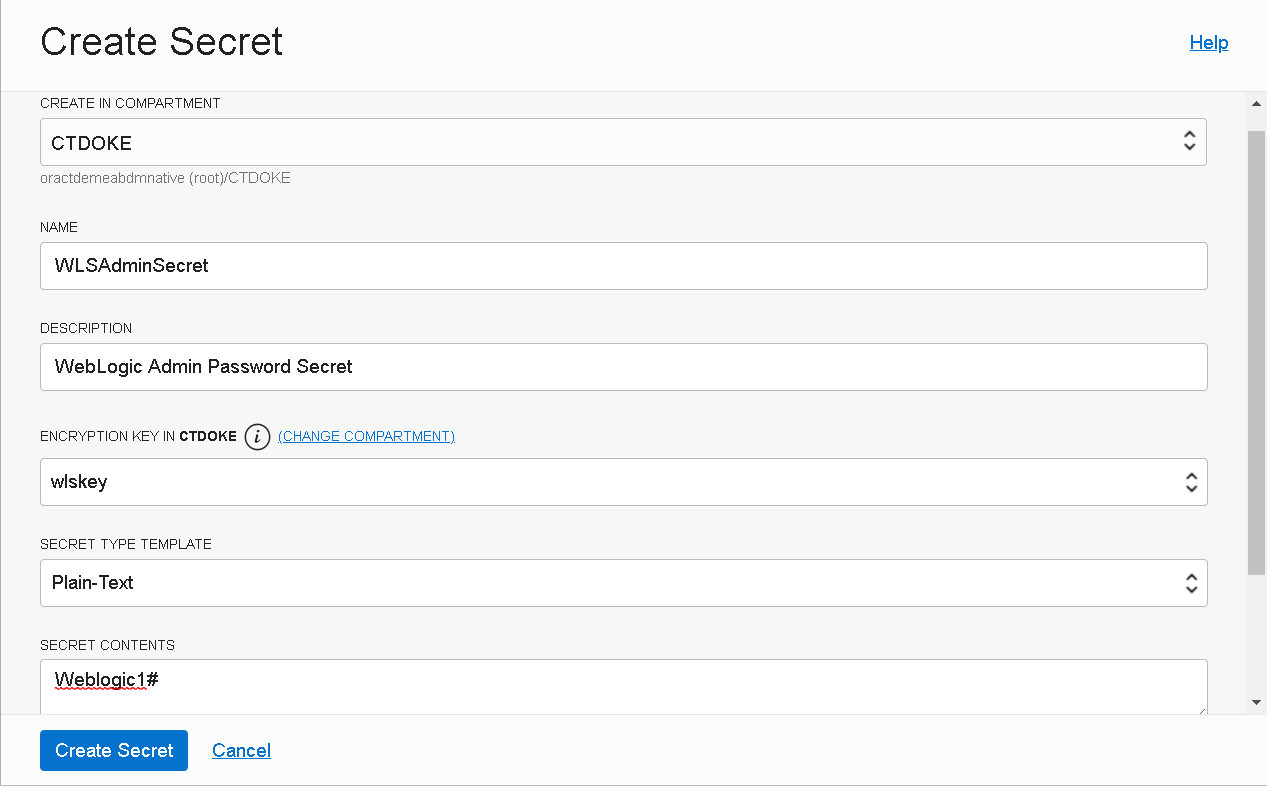 Create Secret
Help
CREATE IN COMPARTMENT
CTDOKE
oractdemeabdmnative (root)/CTDOKE
NAME
WLSAdminSecret
DESCRIPTION
WebLogic Admin Password Secret
ENCRYPTION KEY IN CTDOKE i (CHANGE COMPARTMENT)
wlskey
SECRET TYPE TEMPLATE
Plain-Text
SECRET CONTENTS
Weblogic1#
Create Secret Cancel